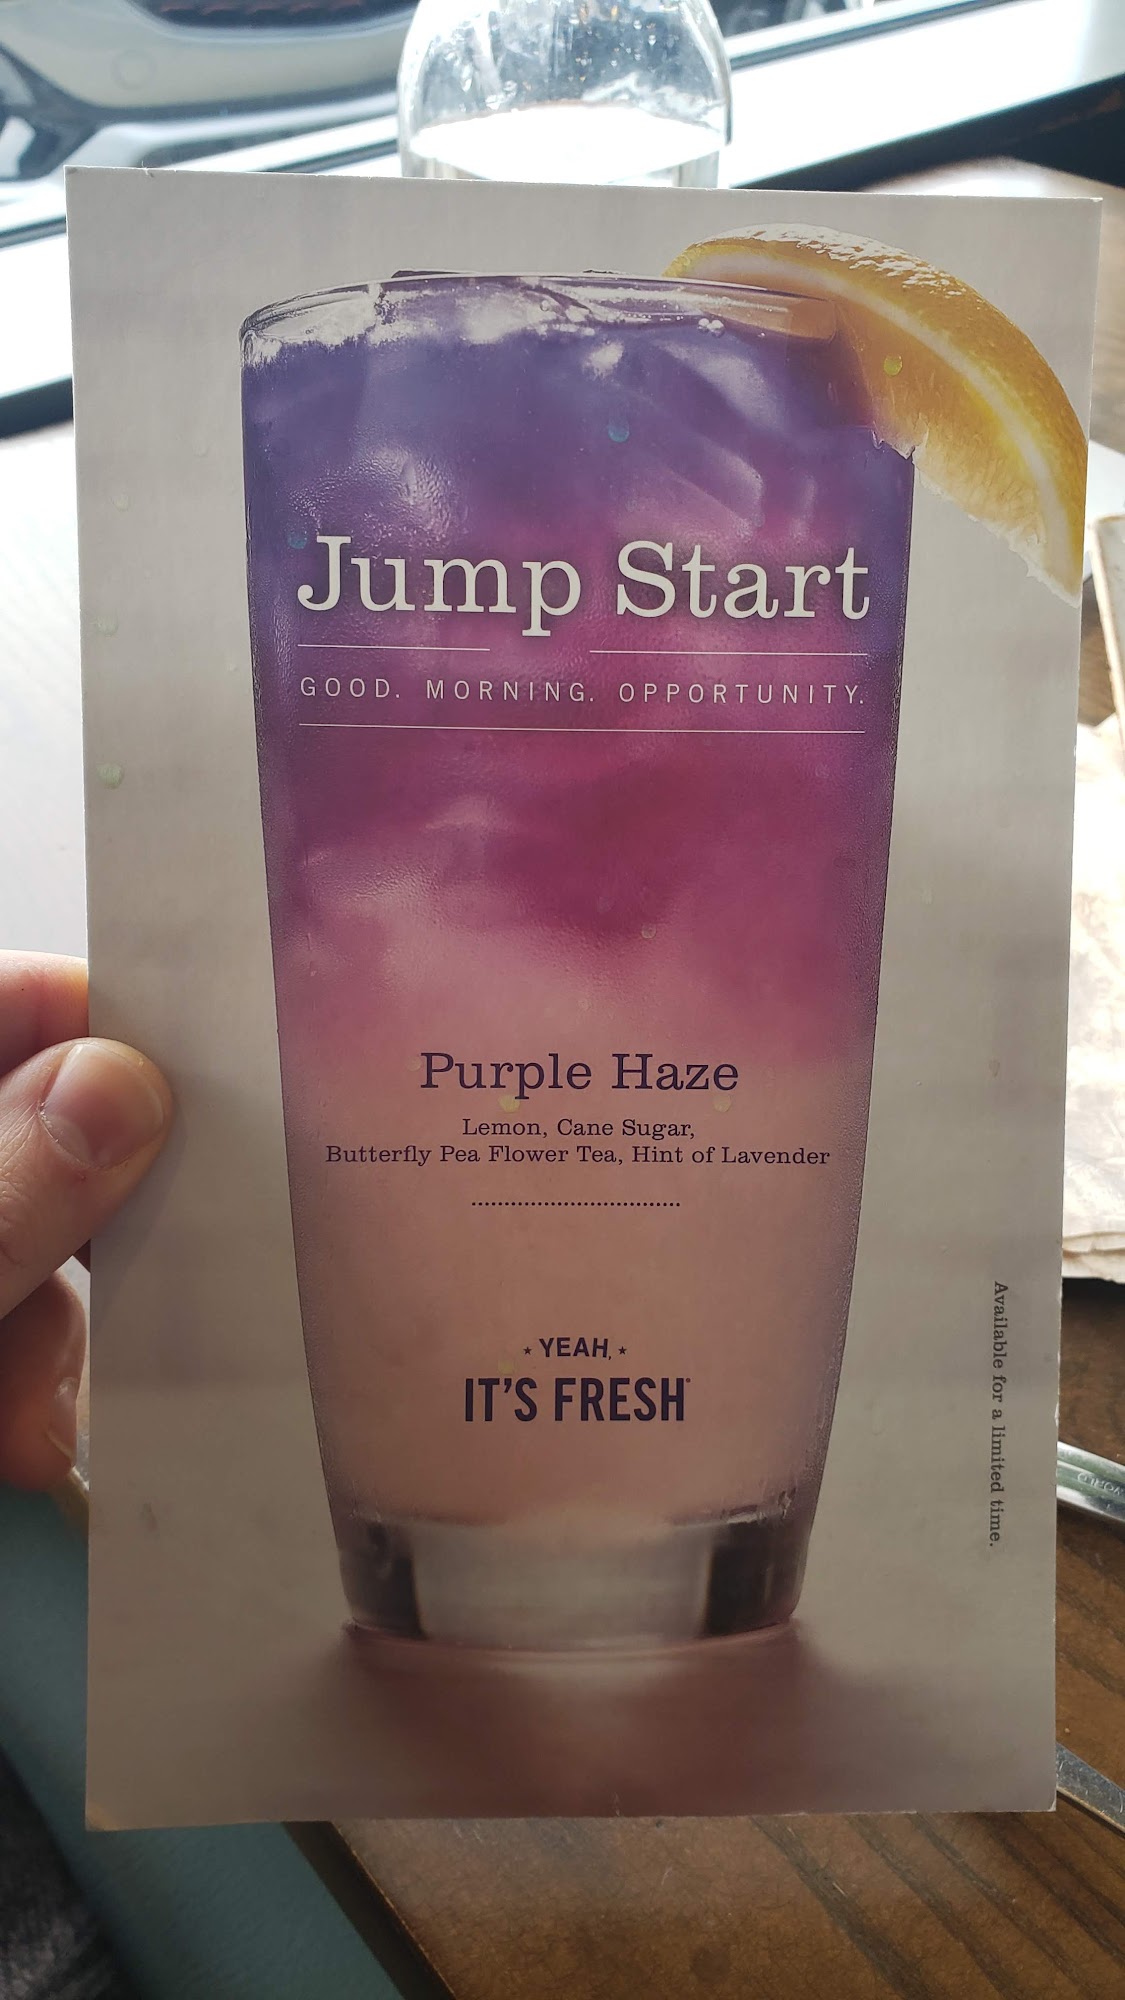 Jump Start
GOOD. MORNING. OPPORTUNITY.
Purple Haze
Lemon, Cane Sugar,
Butterfly Pea Flower Tea, Hint of Lavender
★ YEAH, ★
IT'S FRESH®
Available for a limited time.
WORLD